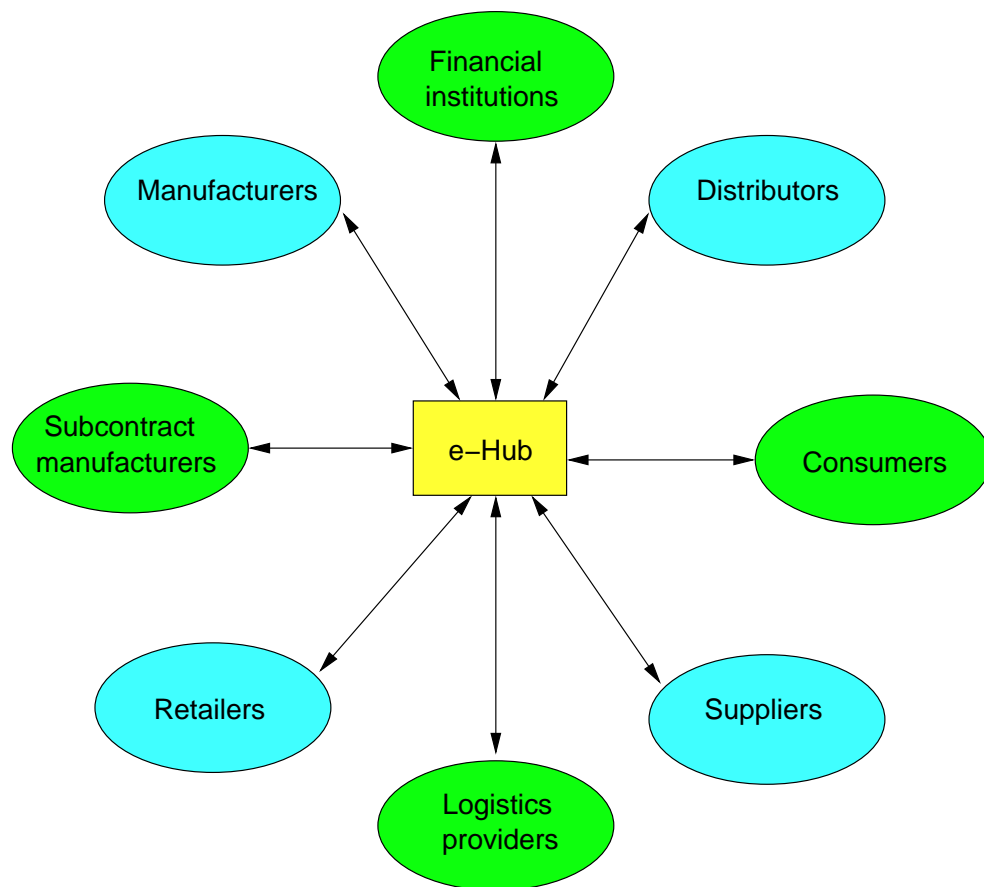 Financial
institutions
Manufacturers
Distributors
Subcontract
manufacturers
e−Hub
Consumers
Retailers
Suppliers
Logistics
providers